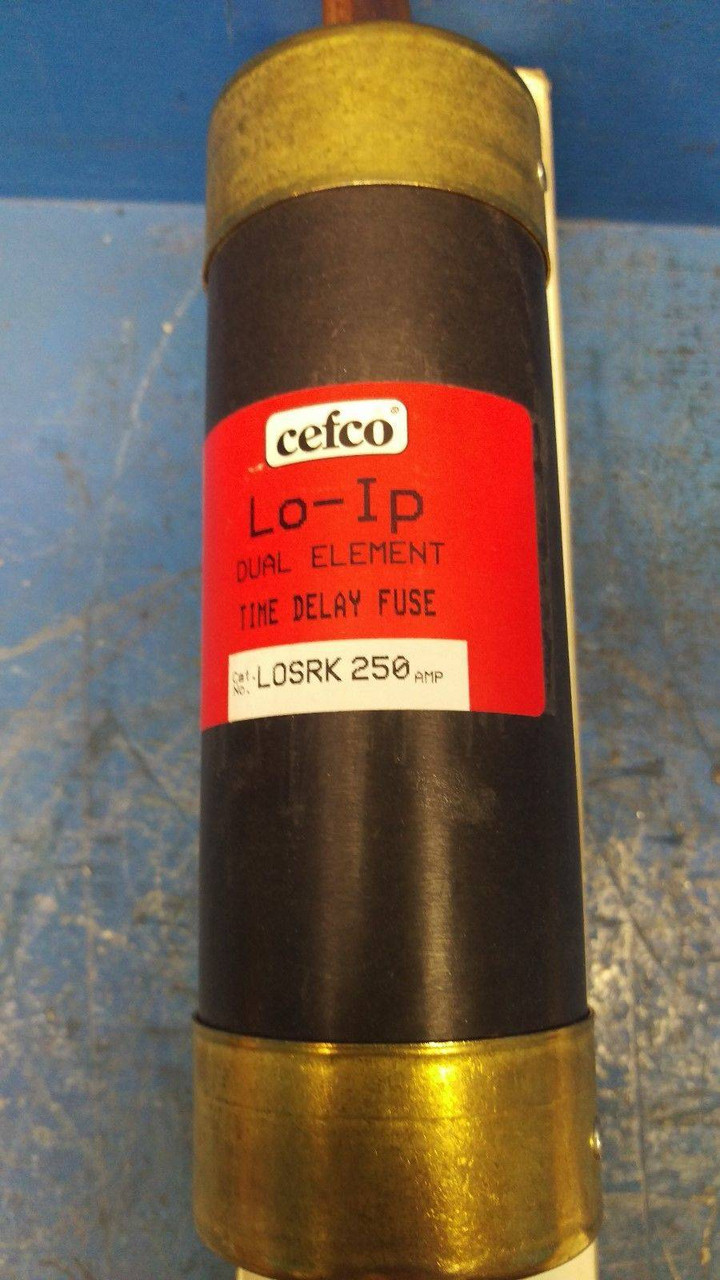 cefco®
Lo-Ip
DUAL ELEMENT
TIME DELAY FUSE
Cat. No. LOSRK 250 AMP